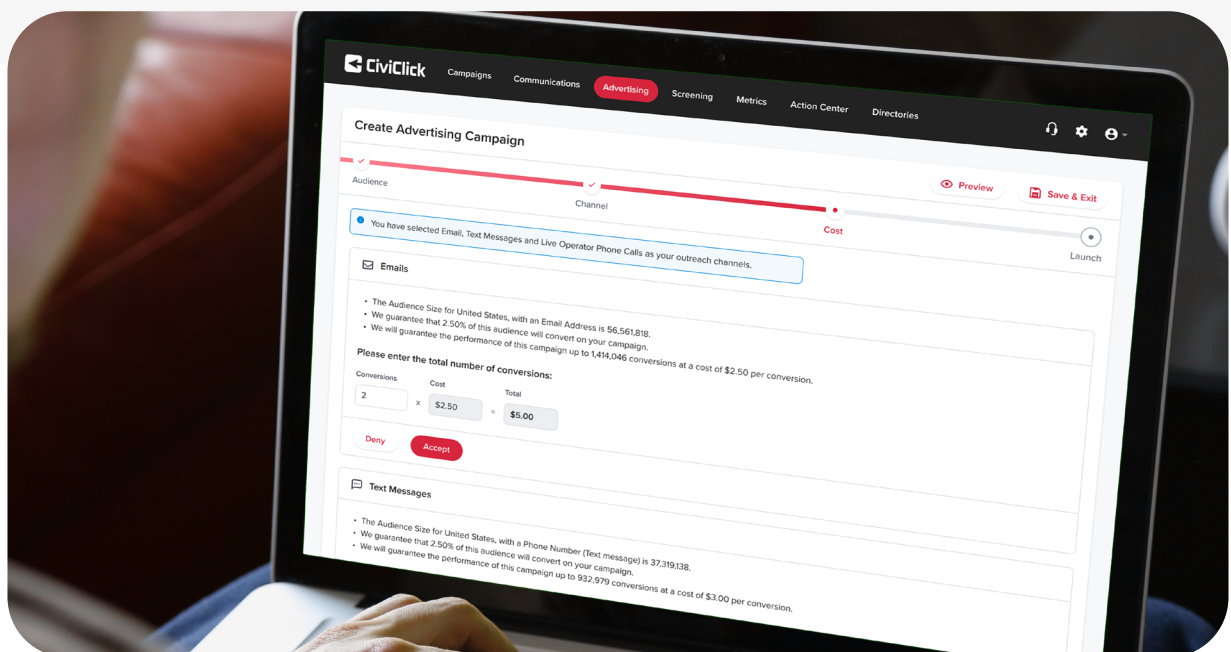 CiviClick
Campaigns
Communications
Advertising
Screening
Metrics
Action Center
Directories
Create Advertising Campaign
Preview
Save & Exit
Audience
Channel
Cost
Launch
You have selected Email, Text Messages and Live Operator Phone Calls as your outreach channels.
Emails
• The Audience Size for United States, with an Email Address is 56,561,818.
• We guarantee that 2.50% of this audience will convert on your campaign.
• We will guarantee the performance of this campaign up to 1,414,046 conversions at a cost of $2.50 per conversion.
Please enter the total number of conversions:
Conversions
Cost
Total
2 x $2.50 = $5.00
Deny
Accept
Text Messages
• The Audience Size for United States, with a Phone Number (Text message) is 37,319,138.
• We guarantee that 2.50% of this audience will convert on your campaign.
• We will guarantee the performance of this campaign up to 932,979 conversions at a cost of $3.00 per conversion.